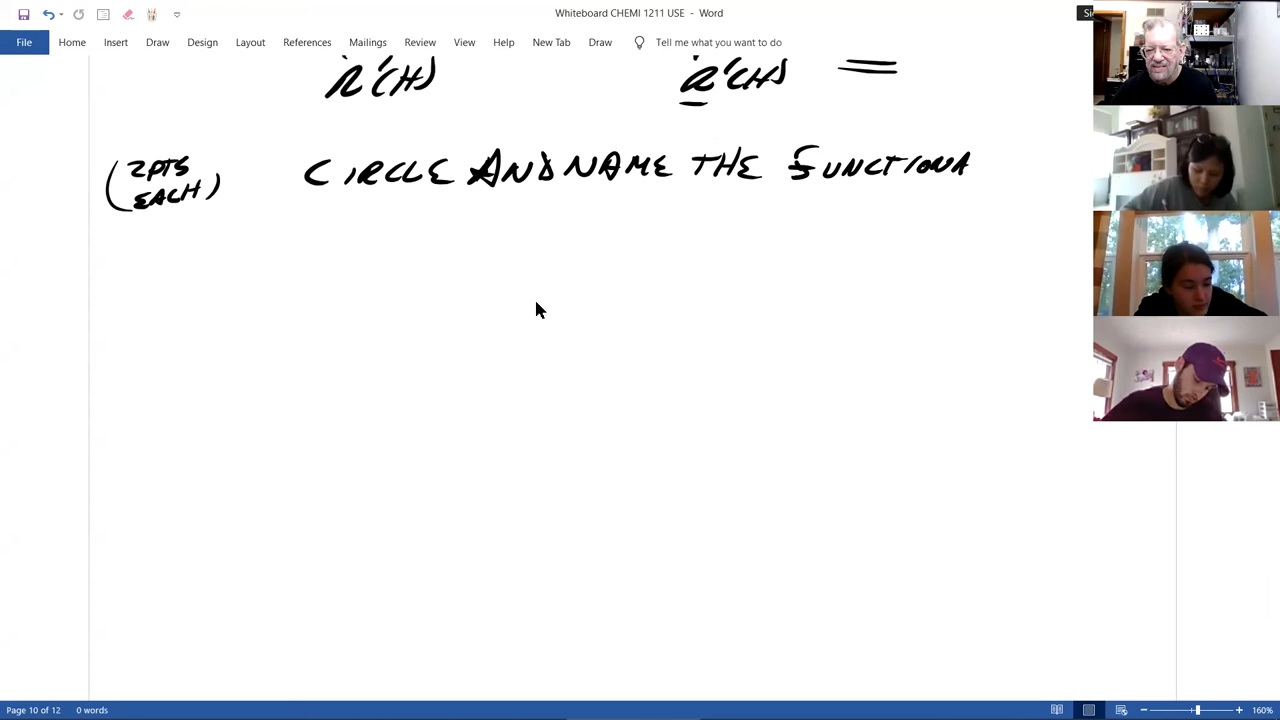 Whiteboard CHEMI 1211 USE - Word
File Home Insert Draw Design Layout References Mailings Review View Help New Tab Draw Tell me what you want to do
R'(H) R'(H)
(2PTS EACH) CIRCLE AND NAME THE FUNCTIONA
Page 10 of 12 0 words 160%